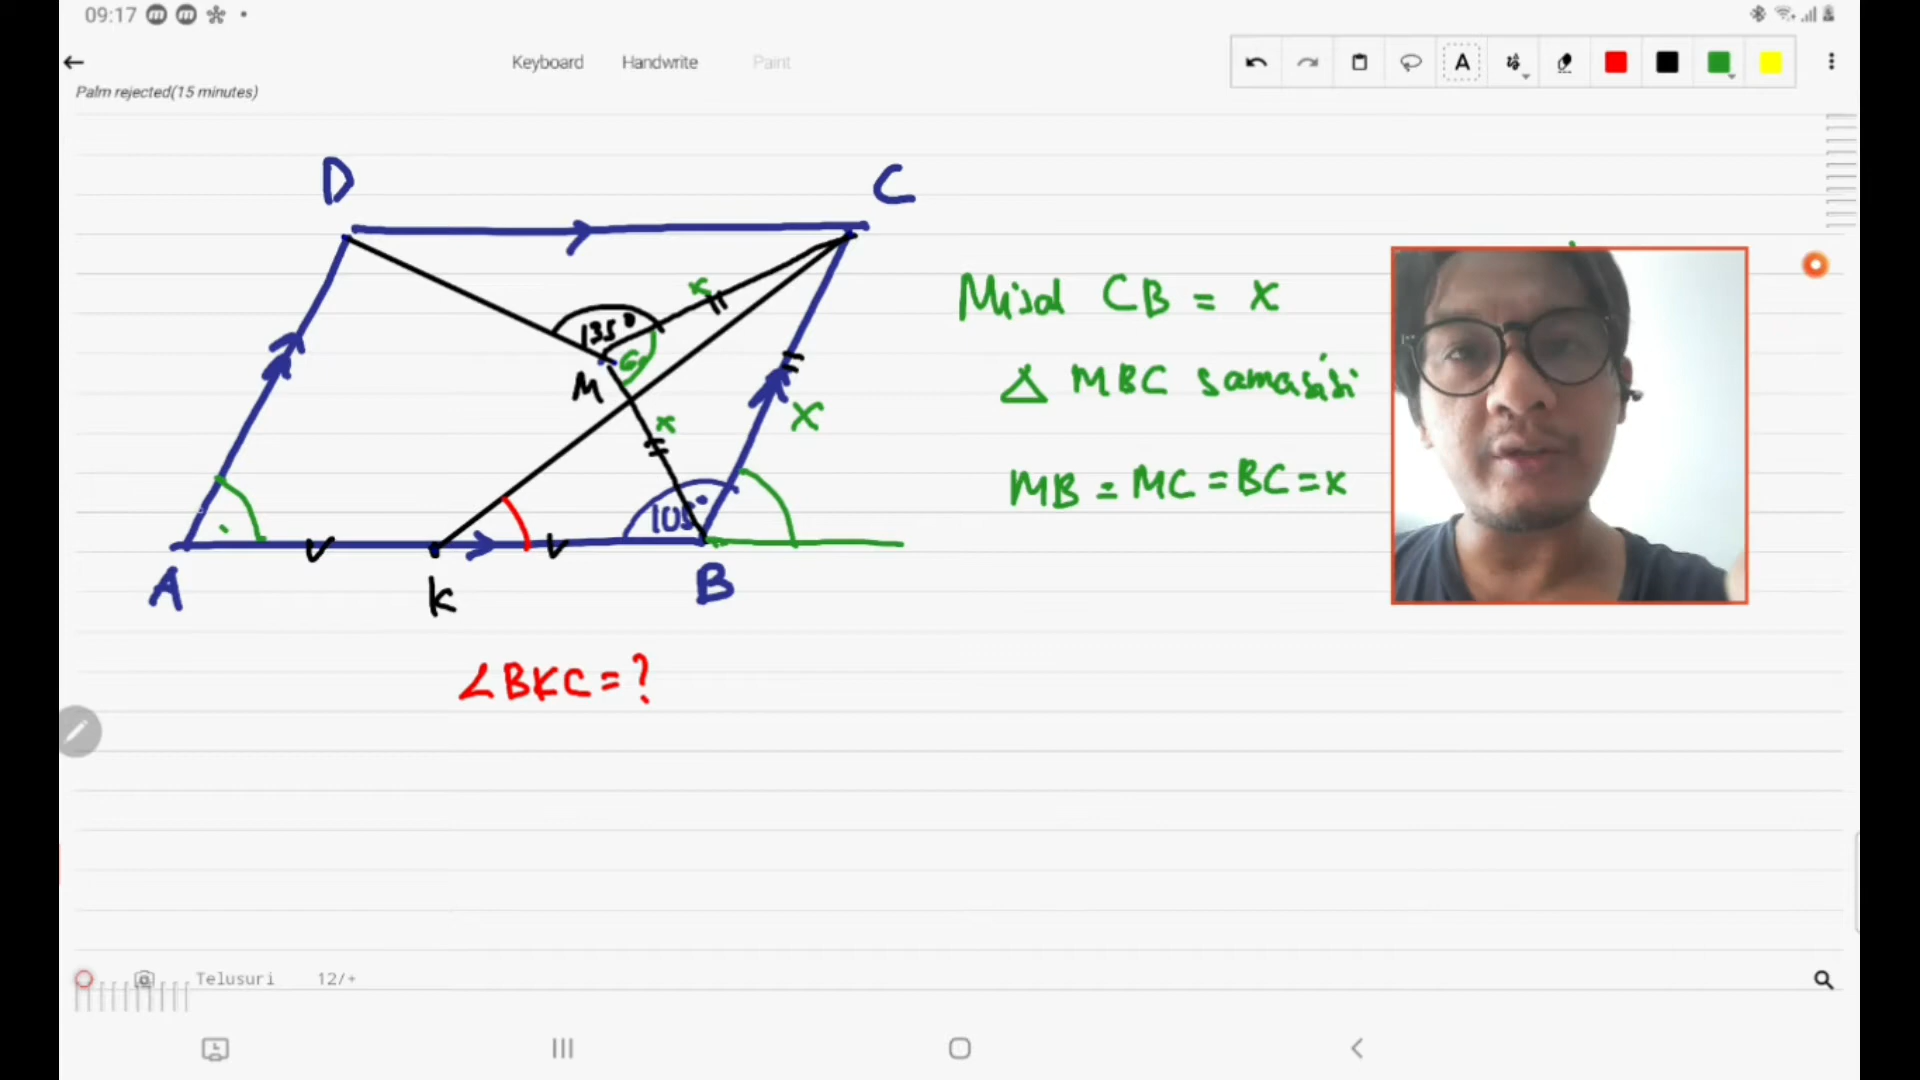 09:17
Keyboard Handwrite Paint
A
Palm rejected(15 minutes)
D
C
Misal CB = x
x
135°
M
△ MBC samasisi
x
X
MB = MC = BC = x
105°
A
K
B
∠BKC = ?
Telusuri 12/+